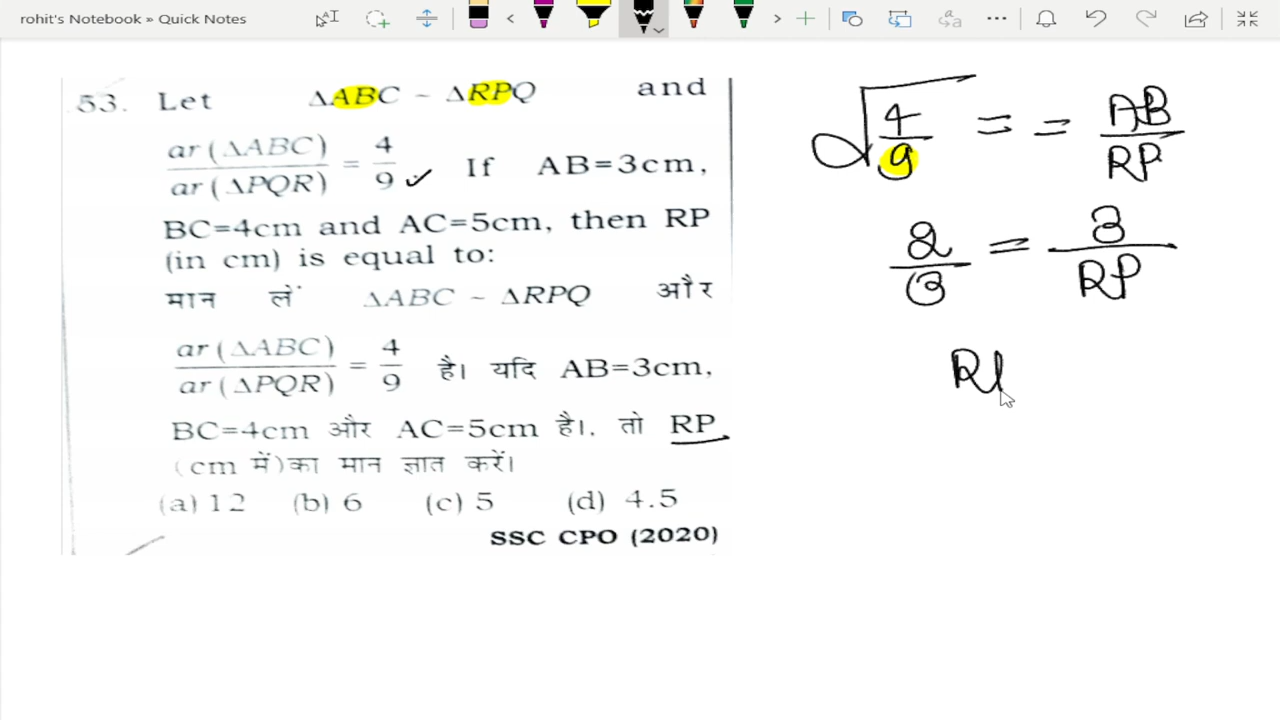 rohit's Notebook » Quick Notes
53. Let ΔABC ~ ΔRPQ and
ar(ΔABC)/ar(ΔPQR) = 4/9 ✓ If AB=3cm,
BC=4cm and AC=5cm, then RP
(in cm) is equal to:
मान लें ΔABC ~ ΔRPQ और
ar(ΔABC)/ar(ΔPQR) = 4/9 है। यदि AB=3cm,
BC=4cm और AC=5cm है।. तो RP
(cm में)का मान ज्ञात करें।
(a) 12 (b) 6 (c) 5 (d) 4.5
SSC CPO (2020)
√(4/9) = = AB/RP
2/3 = 3/RP